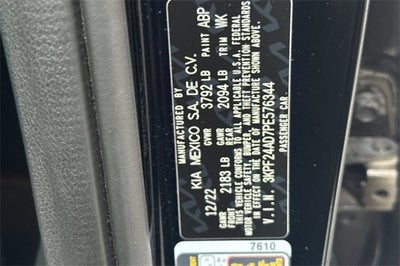 MANUFACTURED BY
KIA MEXICO S.A. DE C.V.
12/22 GVWR 3792 LB PAINT ABP
GAWR FRONT 2183 LB GAWR REAR 2094 LB TRIM WK
THIS VEHICLE CONFORMS TO ALL APPLICABLE U.S.A. FEDERAL
MOTOR VEHICLE SAFETY, BUMPER, AND THEFT PREVENTION STANDARDS
IN EFFECT ON THE DATE OF MANUFACTURE SHOWN ABOVE.
V.I.N. 3KPF24AD7PE576344
PASSENGER CAR
7610